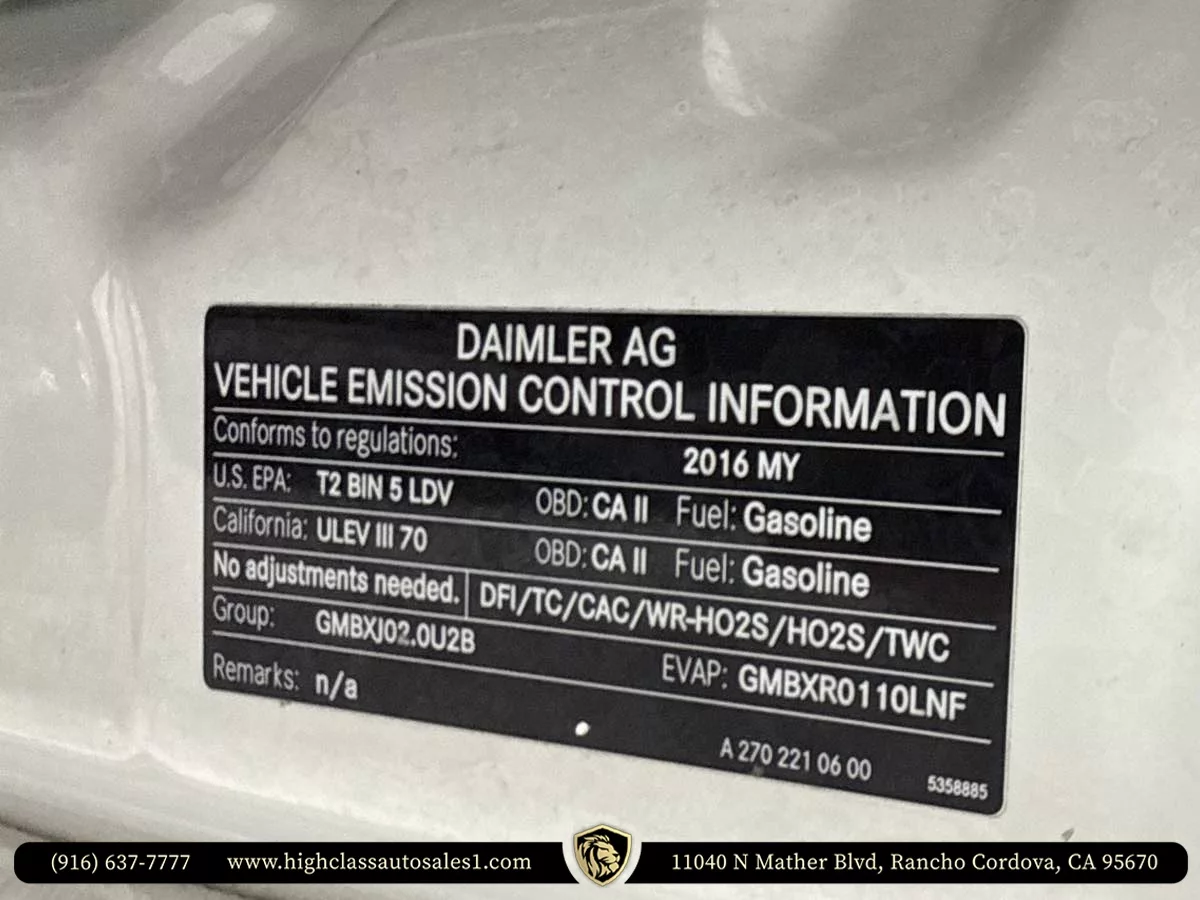 DAIMLER AG
VEHICLE EMISSION CONTROL INFORMATION
Conforms to regulations: 2016 MY
U.S. EPA: T2 BIN 5 LDV OBD: CA II Fuel: Gasoline
California: ULEV III 70 OBD: CA II Fuel: Gasoline
No adjustments needed. DFI/TC/CAC/WR-HO2S/HO2S/TWC
Group: GMBXJ02.0U2B EVAP: GMBXR0110LNF
Remarks: n/a
A 270 221 06 00 5358885
(916) 637-7777 www.highclassautosales1.com 11040 N Mather Blvd, Rancho Cordova, CA 95670